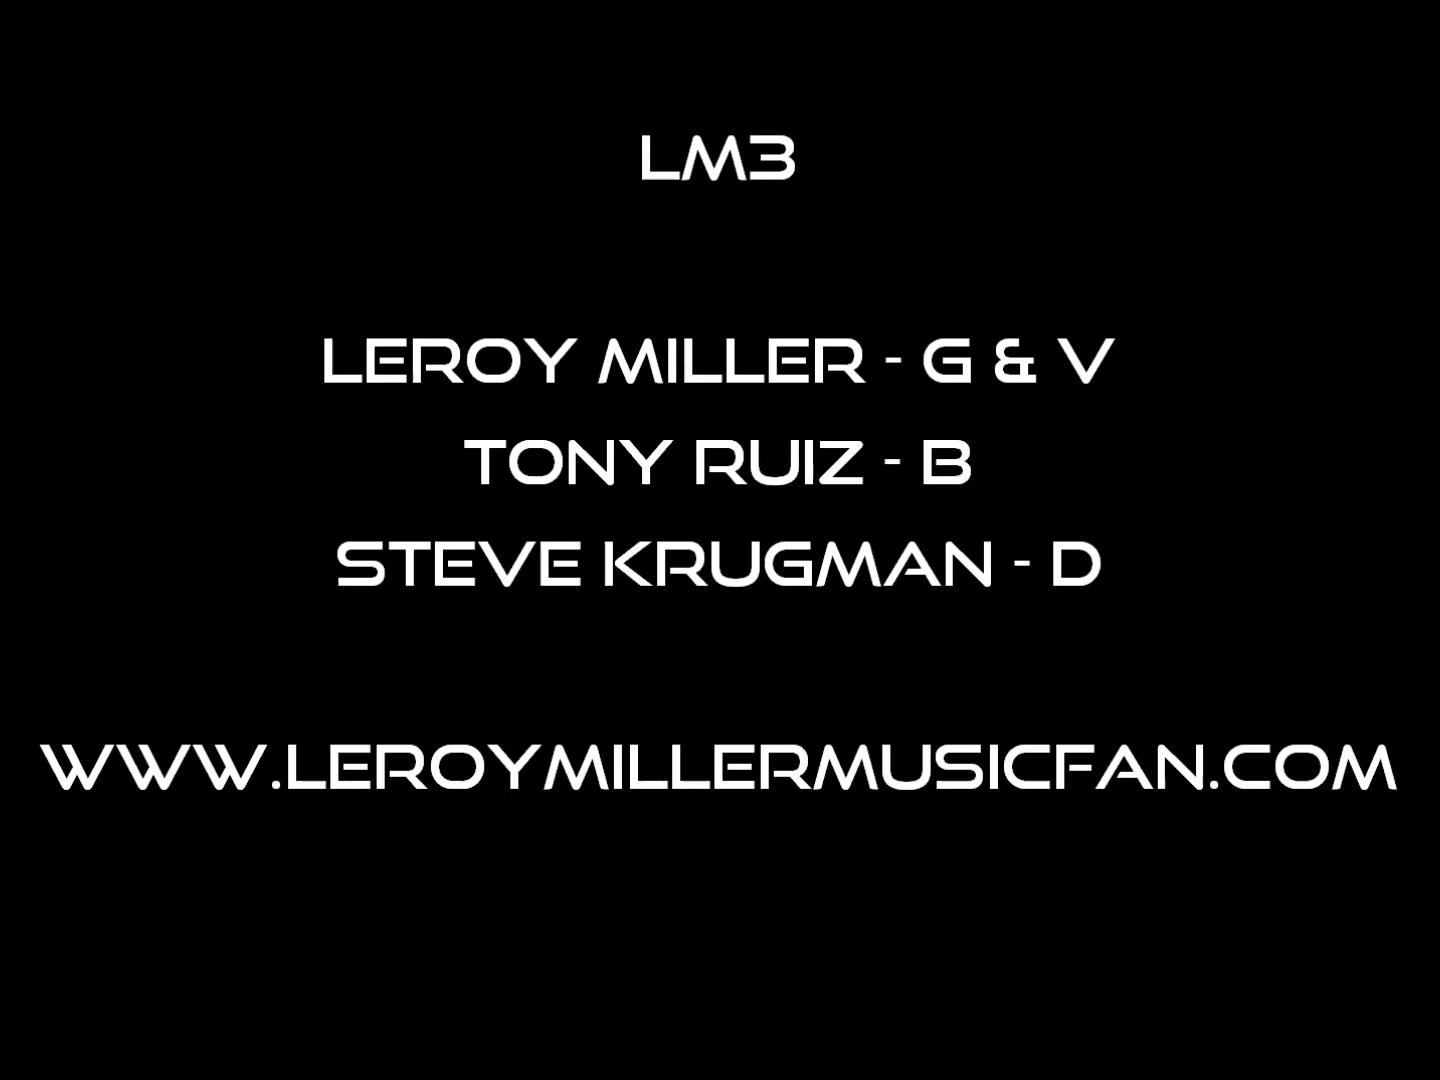 LM3
LEROY MILLER - G & V
TONY RUIZ - B
STEVE KRUGMAN - D
WWW.LEROYMILLERMUSICFAN.COM